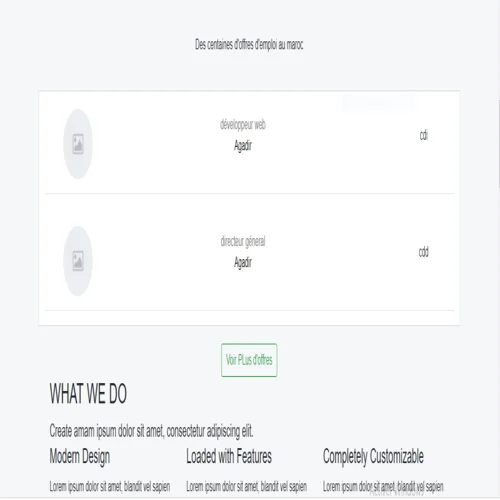 Des centaines d'offres d'emploi au maroc
développeur web
Agadir
cdi
directeur géneral
Agadir
cdd
Voir PLus d'offres
WHAT WE DO
Create amam ipsum dolor sit amet, consectetur adipiscing elit.
Modern Design
Loaded with Features
Completely Customizable
Lorem ipsum dolor sit amet, blandit vel sapien
Lorem ipsum dolor sit amet, blandit vel sapien
Lorem ipsum dolor sit amet, blandit vel sapien
Activer Windows